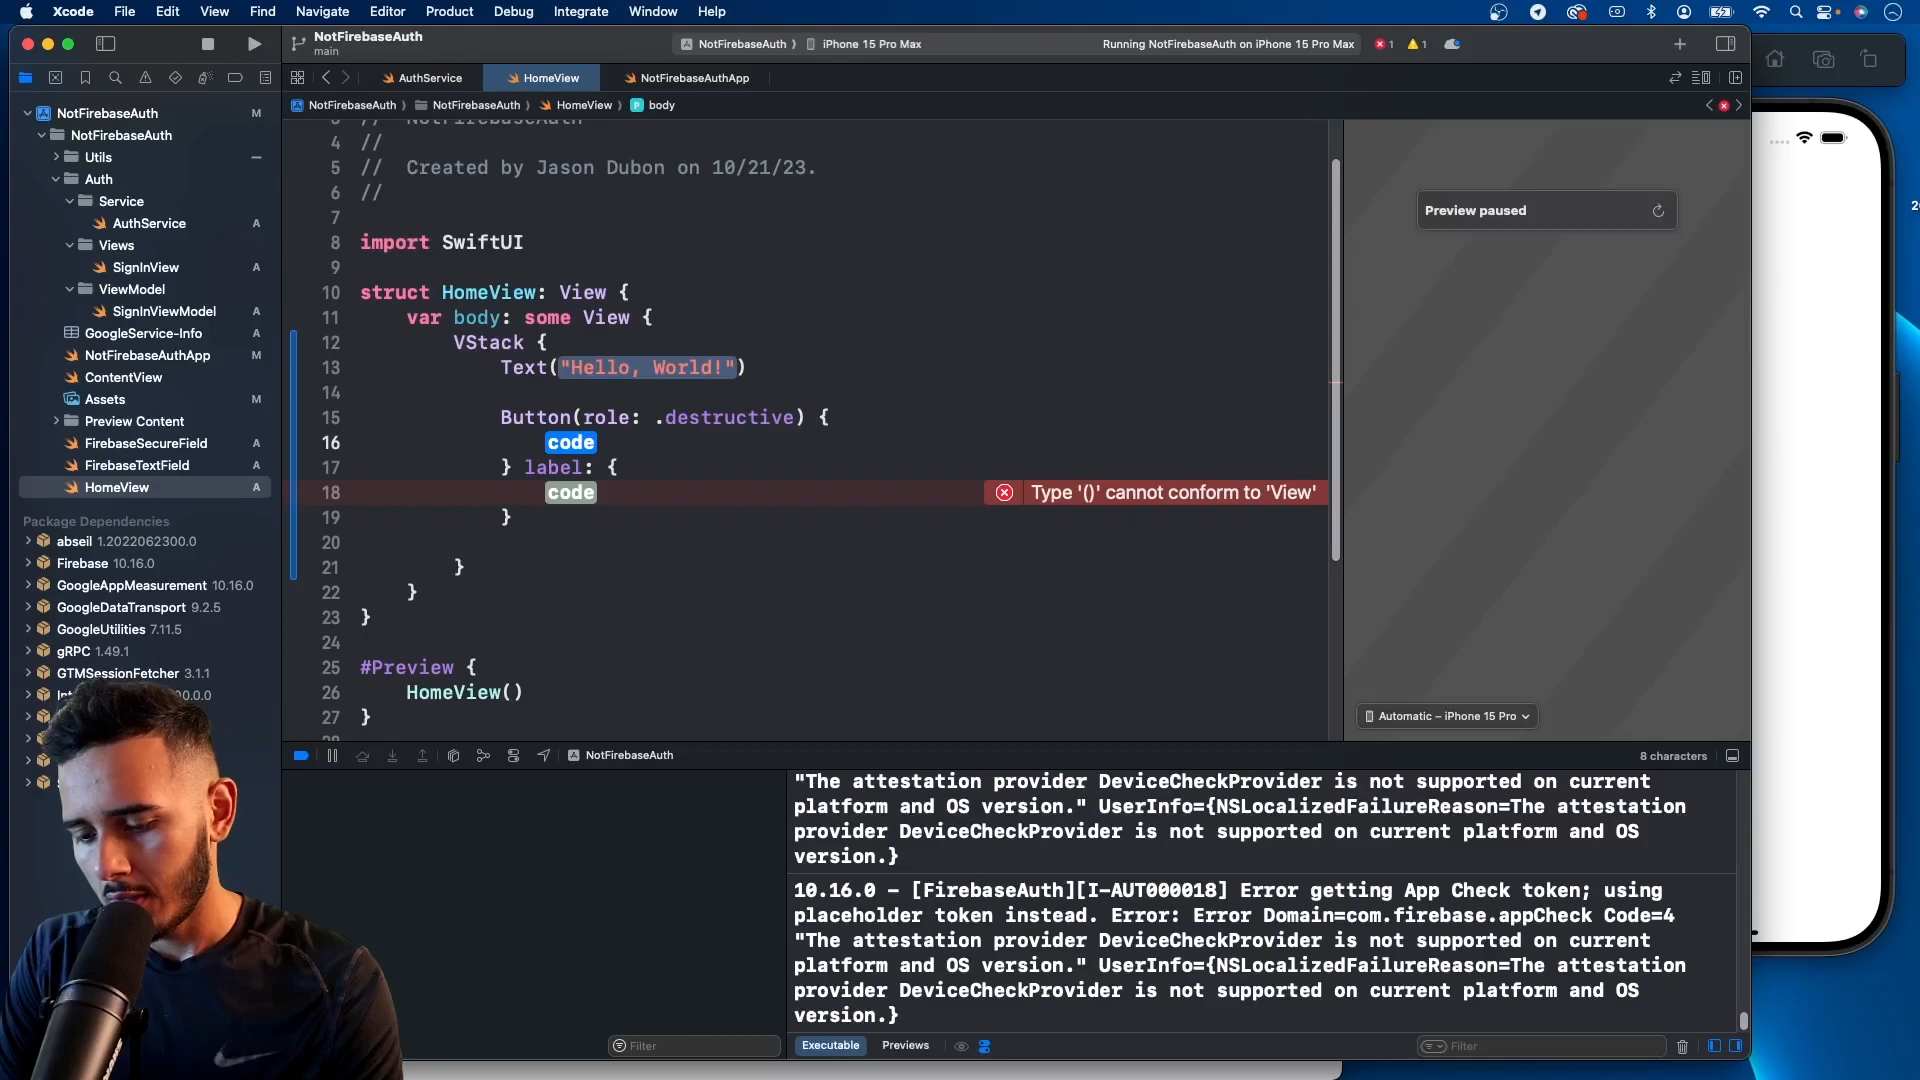 Xcode File Edit View Find Navigate Editor Product Debug Integrate Window Help
NotFirebaseAuth
main
NotFirebaseAuth
iPhone 15 Pro Max
Running NotFirebaseAuth on iPhone 15 Pro Max
1
1
AuthService
HomeView
NotFirebaseAuthApp
NotFirebaseAuth
NotFirebaseAuth
HomeView
body
NotFirebaseAuth M
NotFirebaseAuth
Utils
Auth
Service
AuthService A
Views
SignInView A
ViewModel
SignInViewModel A
GoogleService-Info A
NotFirebaseAuthApp M
ContentView
Assets M
Preview Content
FirebaseSecureField A
FirebaseTextField A
HomeView A
Package Dependencies
abseil 1.2022062300.0
Firebase 10.16.0
GoogleAppMeasurement 10.16.0
GoogleDataTransport 9.2.5
GoogleUtilities 7.11.5
gRPC 1.49.1
GTMSessionFetcher 3.1.1
3 // NotFirebaseAuth
4 //
5 // Created by Jason Dubon on 10/21/23.
6 //
7
8 import SwiftUI
9
10 struct HomeView: View {
11 var body: some View {
12 VStack {
13 Text("Hello, World!")
14
15 Button(role: .destructive) {
16 code
17 } label: {
18 code
Type '()' cannot conform to 'View'
19 }
20
21 }
22 }
23 }
24
25 #Preview {
26 HomeView()
27 }
Preview paused
Automatic – iPhone 15 Pro
NotFirebaseAuth
8 characters
"The attestation provider DeviceCheckProvider is not supported on current
platform and OS version." UserInfo={NSLocalizedFailureReason=The attestation
provider DeviceCheckProvider is not supported on current platform and OS
version.}
10.16.0 - [FirebaseAuth][I-AUT000018] Error getting App Check token; using
placeholder token instead. Error: Error Domain=com.firebase.appCheck Code=4
"The attestation provider DeviceCheckProvider is not supported on current
platform and OS version." UserInfo={NSLocalizedFailureReason=The attestation
provider DeviceCheckProvider is not supported on current platform and OS
version.}
Filter
Executable
Previews
Filter